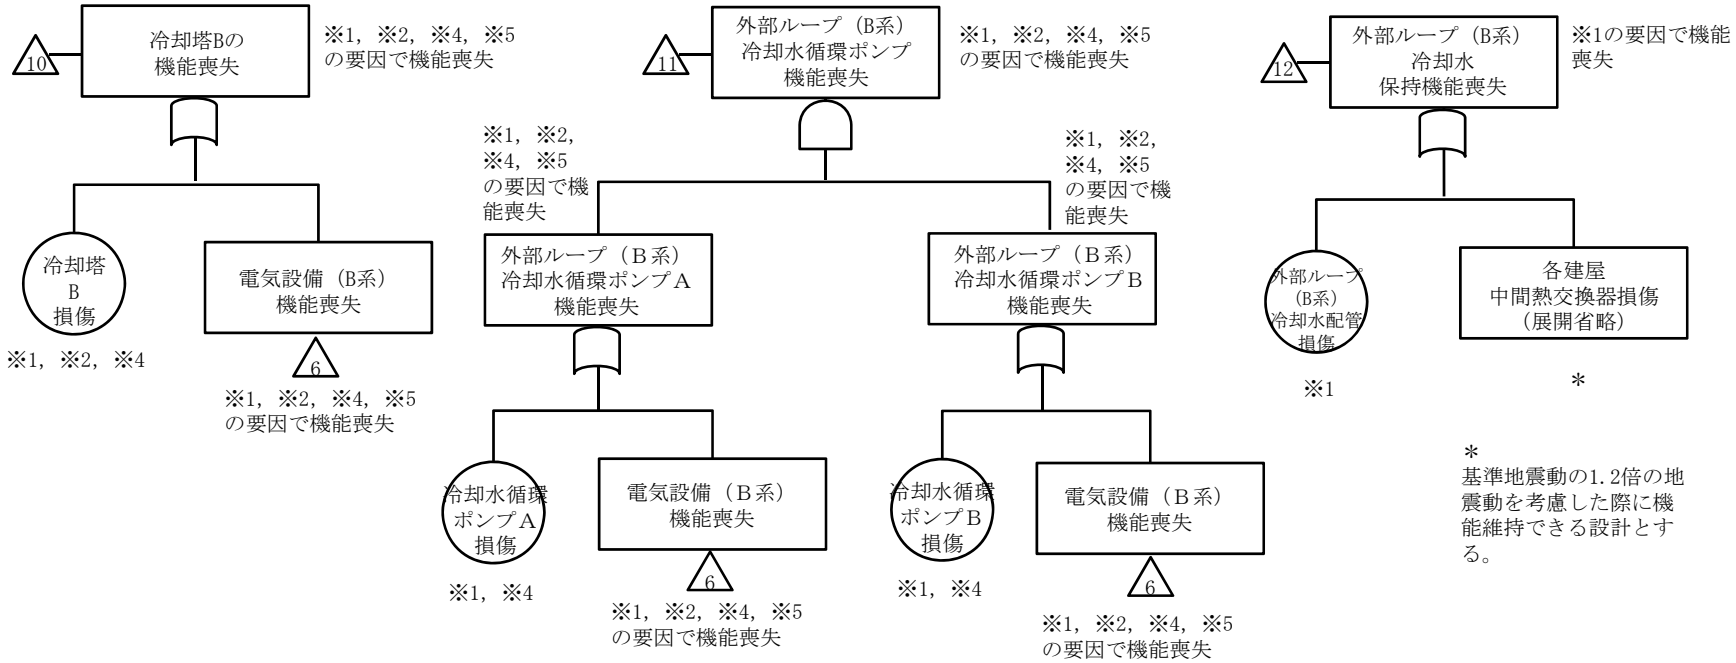 10
冷却塔Bの
機能喪失
※1, ※2, ※4, ※5
の要因で機能喪失
冷却塔
B
損傷
※1, ※2, ※4
電気設備（B系）
機能喪失
6
※1, ※2, ※4, ※5
の要因で機能喪失
11
外部ループ（B系）
冷却水循環ポンプ
機能喪失
※1, ※2, ※4, ※5
の要因で機能喪失
※1, ※2,
※4, ※5
の要因で機
能喪失
外部ループ（Ｂ系）
冷却水循環ポンプＡ
機能喪失
冷却水循環
ポンプＡ
損傷
※1, ※4
電気設備（Ｂ系）
機能喪失
6
※1, ※2, ※4, ※5
の要因で機能喪失
※1, ※2,
※4, ※5
の要因で機
能喪失
外部ループ（Ｂ系）
冷却水循環ポンプＢ
機能喪失
冷却水循環
ポンプＢ
損傷
※1, ※4
電気設備（Ｂ系）
機能喪失
6
※1, ※2, ※4, ※5
の要因で機能喪失
12
外部ループ（B系）
冷却水
保持機能喪失
※1の要因で機能
喪失
外部ループ
（B系）
冷却水配管
損傷
※1
各建屋
中間熱交換器損傷
（展開省略）
＊
＊
基準地震動の1.2倍の地
震動を考慮した際に機
能維持できる設計とす
る。